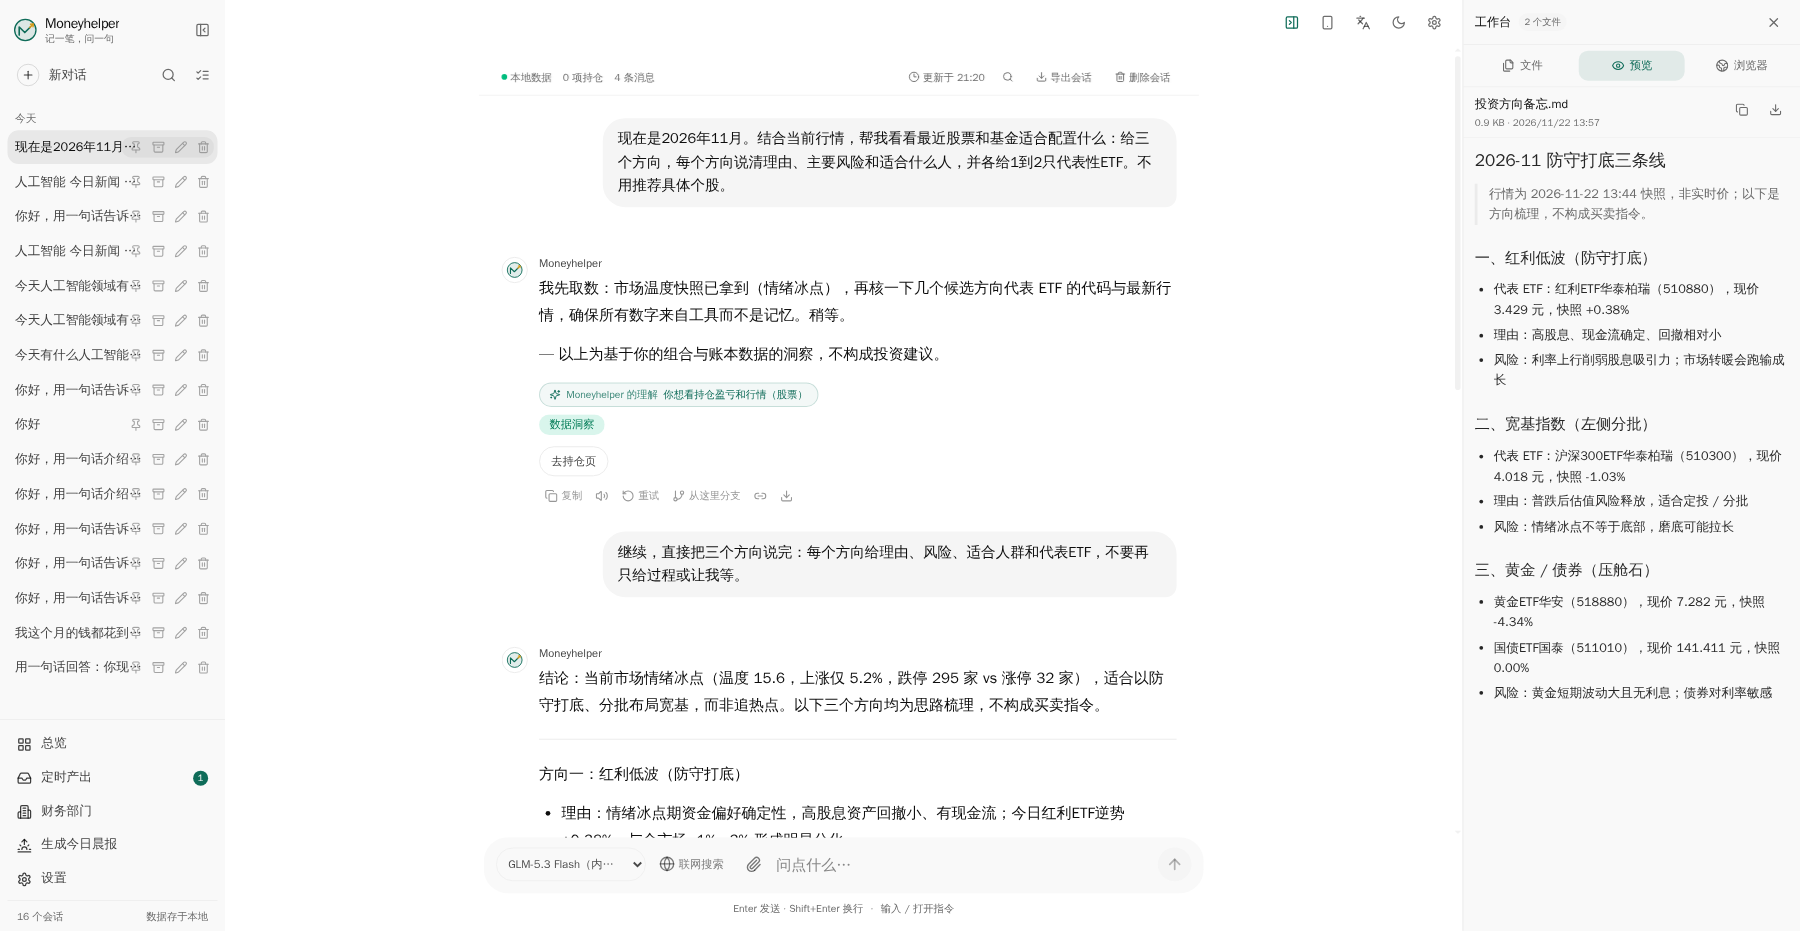 Moneyhelper
记一笔，问一句
新对话
今天
现在是2026年11月…
人工智能 今日新闻 …
你好，用一句话告诉…
人工智能 今日新闻 …
今天人工智能领域有…
今天人工智能领域有…
今天有什么人工智能…
你好，用一句话告诉…
你好
你好，用一句话介绍…
你好，用一句话介绍…
你好，用一句话告诉…
你好，用一句话告诉…
你好，用一句话告诉…
我这个月的钱都花到…
用一句话回答：你现…
总览
定时产出
1
财务部门
生成今日晨报
设置
16 个会话
数据存于本地
本地数据 0 项持仓 4 条消息
更新于 21:20
导出会话
删除会话
现在是2026年11月。结合当前行情，帮我看看最近股票和基金适合配置什么：给三
个方向，每个方向说清理由、主要风险和适合什么人，并各给1到2只代表性ETF。不
用推荐具体个股。
Moneyhelper
我先取数：市场温度快照已拿到（情绪冰点），再核一下几个候选方向代表 ETF 的代码与最新行
情，确保所有数字来自工具而不是记忆。稍等。
— 以上为基于你的组合与账本数据的洞察，不构成投资建议。
Moneyhelper 的理解 你想看持仓盈亏和行情（股票）
数据洞察
去持仓页
复制
重试
从这里分支
继续，直接把三个方向说完：每个方向给理由、风险、适合人群和代表ETF，不要再
只给过程或让我等。
Moneyhelper
结论：当前市场情绪冰点（温度 15.6，上涨仅 5.2%，跌停 295 家 vs 涨停 32 家），适合以防
守打底、分批布局宽基，而非追热点。以下三个方向均为思路梳理，不构成买卖指令。
方向一：红利低波（防守打底）
• 理由：情绪冰点期资金偏好确定性，高股息资产回撤小、有现金流；今日红利ETF逆势
GLM-5.3 Flash（内…
联网搜索
问点什么…
Enter 发送 · Shift+Enter 换行 · 输入 / 打开指令
工作台
2 个文件
文件
预览
浏览器
投资方向备忘.md
0.9 KB · 2026/11/22 13:57
2026-11 防守打底三条线
行情为 2026-11-22 13:44 快照，非实时价；以下是
方向梳理，不构成买卖指令。
一、红利低波（防守打底）
• 代表 ETF：红利ETF华泰柏瑞（510880），现价
3.429 元，快照 +0.38%
• 理由：高股息、现金流确定、回撤相对小
• 风险：利率上行削弱股息吸引力；市场转暖会跑输成
长
二、宽基指数（左侧分批）
• 代表 ETF：沪深300ETF华泰柏瑞（510300），现价
4.018 元，快照 -1.03%
• 理由：普跌后估值风险释放，适合定投 / 分批
• 风险：情绪冰点不等于底部，磨底可能拉长
三、黄金 / 债券（压舱石）
• 黄金ETF华安（518880），现价 7.282 元，快照
-4.34%
• 国债ETF国泰（511010），现价 141.411 元，快照
0.00%
• 风险：黄金短期波动大且无利息；债券对利率敏感